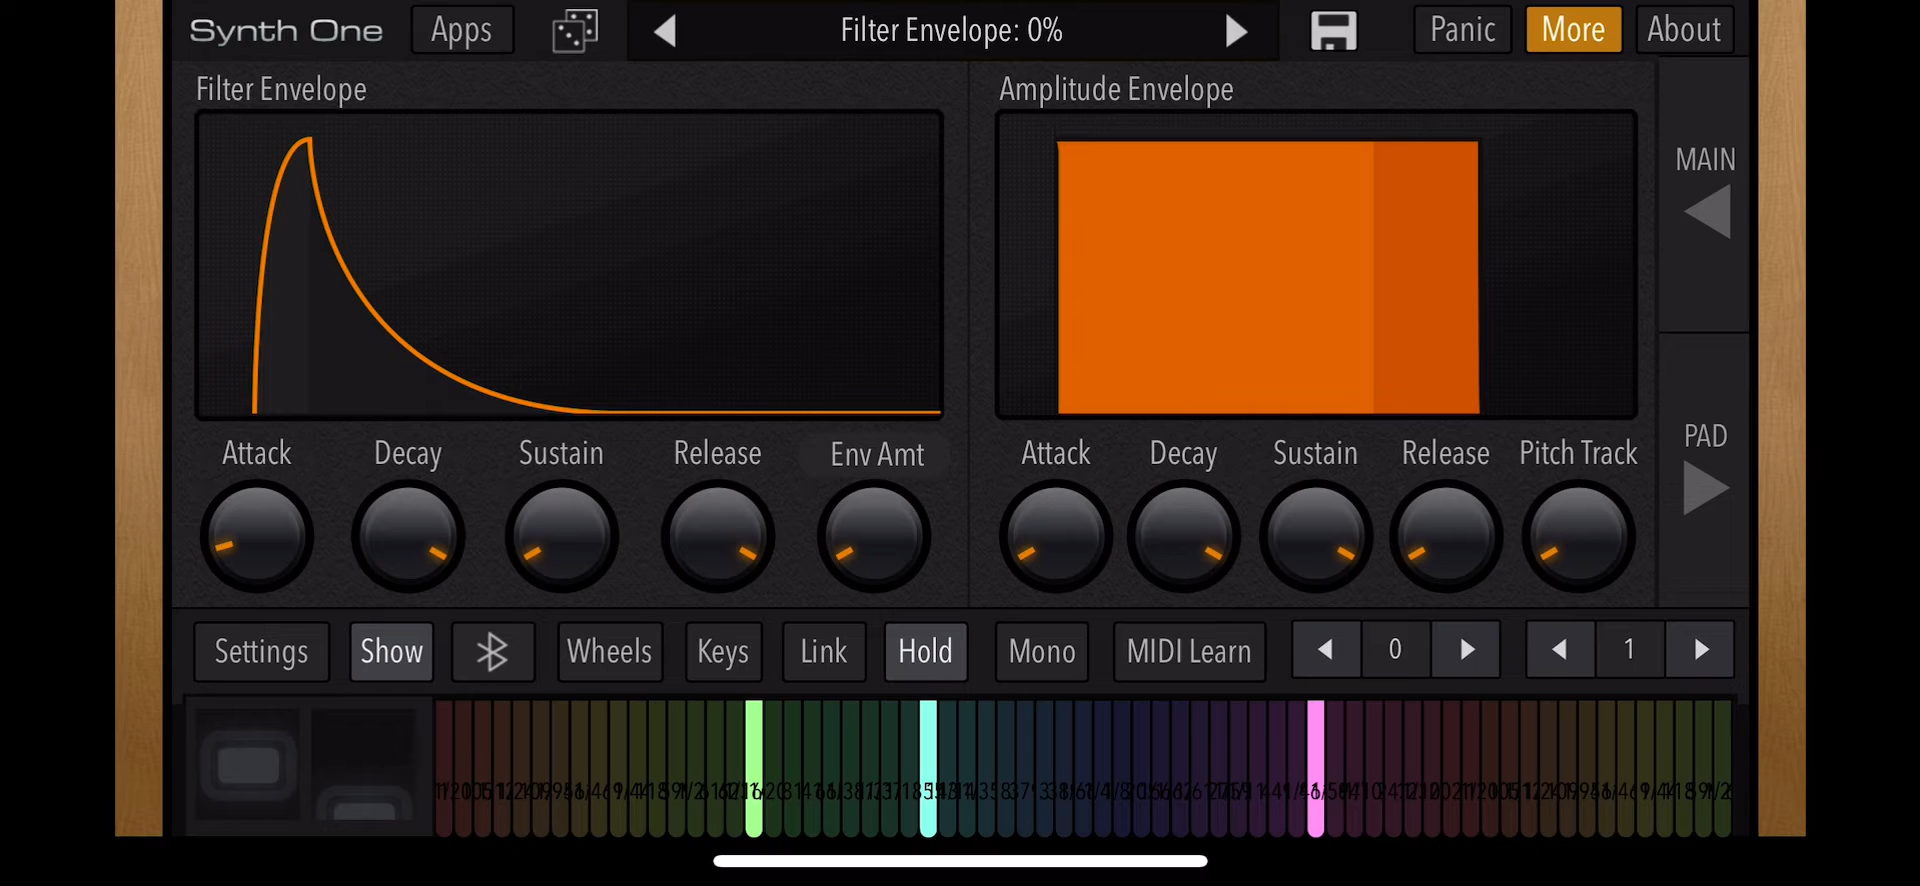 Synth One Apps Filter Envelope: 0% Panic More About
Filter Envelope Amplitude Envelope
MAIN
PAD
Attack Decay Sustain Release Env Amt Attack Decay Sustain Release Pitch Track
Settings Show Wheels Keys Link Hold Mono MIDI Learn 0 1